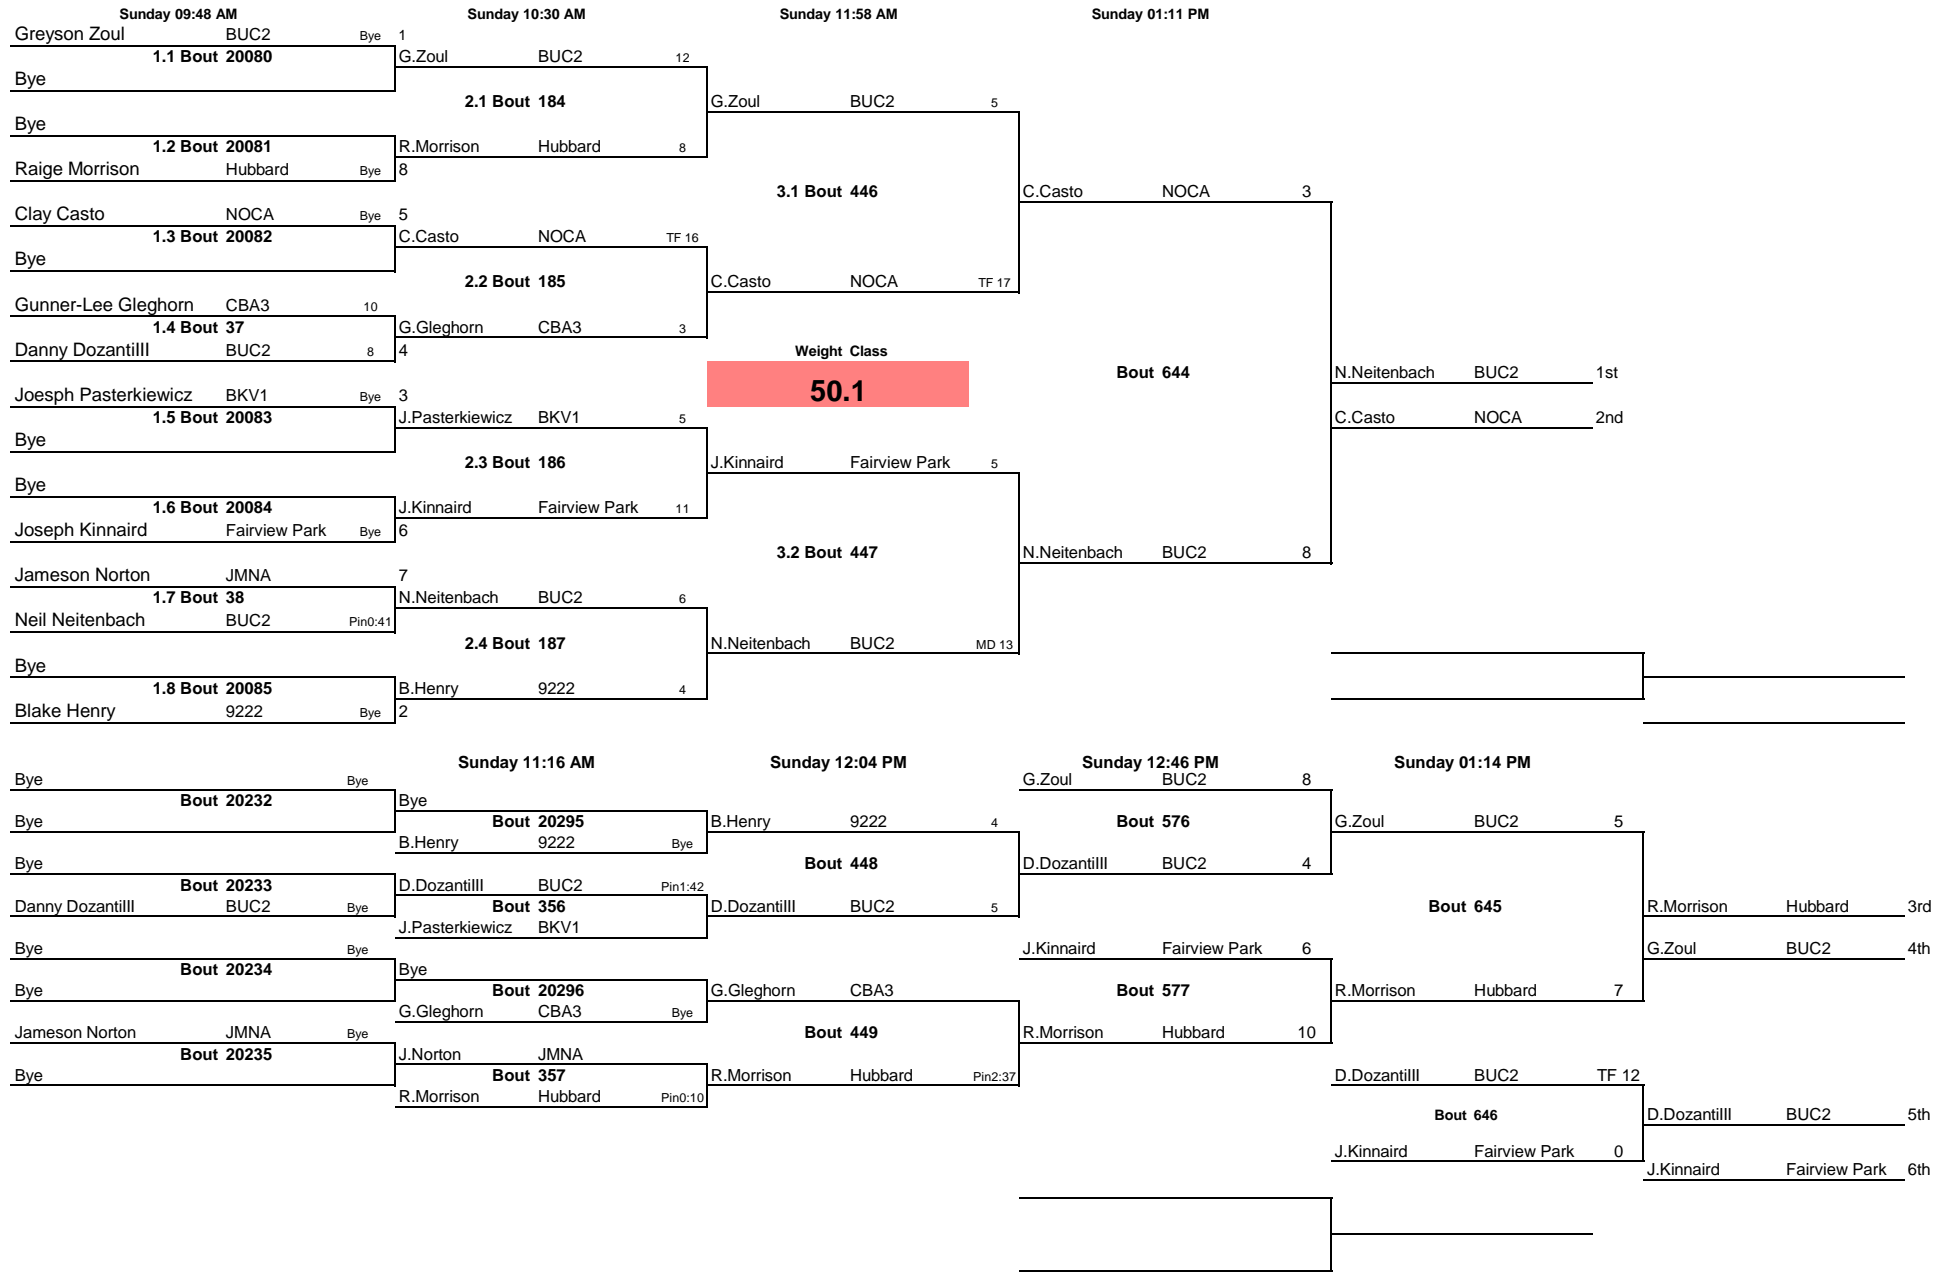 Sunday 09:48 AM Sunday 10:30 AM Sunday 11:58 AM Sunday 01:11 PM
Greyson Zoul BUC2 Bye 1
1.1 Bout 20080 G.Zoul BUC2 12
Bye
2.1 Bout 184 G.Zoul BUC2 5
Bye
1.2 Bout 20081 R.Morrison Hubbard 8
Raige Morrison Hubbard Bye 8
3.1 Bout 446 C.Casto NOCA 3
Clay Casto NOCA Bye 5
1.3 Bout 20082 C.Casto NOCA TF 16
Bye
2.2 Bout 185 C.Casto NOCA TF 17
Gunner-Lee Gleghorn CBA3 10
1.4 Bout 37 G.Gleghorn CBA3 3
Danny DozantiIII BUC2 8 4 Weight Class
Bout 644 N.Neitenbach BUC2 1st
50.1
Joesph Pasterkiewicz BKV1 Bye 3
1.5 Bout 20083 J.Pasterkiewicz BKV1 5 C.Casto NOCA 2nd
Bye
2.3 Bout 186 J.Kinnaird Fairview Park 5
Bye
1.6 Bout 20084 J.Kinnaird Fairview Park 11
Joseph Kinnaird Fairview Park Bye 6
3.2 Bout 447 N.Neitenbach BUC2 8
Jameson Norton JMNA 7
1.7 Bout 38 N.Neitenbach BUC2 6
Neil Neitenbach BUC2 Pin0:41
2.4 Bout 187 N.Neitenbach BUC2 MD 13
Bye
1.8 Bout 20085 B.Henry 9222 4
Blake Henry 9222 Bye 2
Sunday 11:16 AM Sunday 12:04 PM Sunday 12:46 PM Sunday 01:14 PM
Bye Bye G.Zoul BUC2 8
Bout 20232 Bye
Bye Bout 20295 B.Henry 9222 4 Bout 576 G.Zoul BUC2 5
B.Henry 9222 Bye
Bye Bout 448 D.DozantiIII BUC2 4
Bout 20233 D.DozantiIII BUC2 Pin1:42
Danny DozantiIII BUC2 Bye Bout 356 D.DozantiIII BUC2 5 Bout 645 R.Morrison Hubbard 3rd
J.Pasterkiewicz BKV1
Bye Bye J.Kinnaird Fairview Park 6 G.Zoul BUC2 4th
Bout 20234 Bye
Bye Bout 20296 G.Gleghorn CBA3 Bout 577 R.Morrison Hubbard 7
G.Gleghorn CBA3 Bye
Jameson Norton JMNA Bye Bout 449 R.Morrison Hubbard 10
Bout 20235 J.Norton JMNA
Bye Bout 357 R.Morrison Hubbard Pin2:37 D.DozantiIII BUC2 TF 12
R.Morrison Hubbard Pin0:10
Bout 646 D.DozantiIII BUC2 5th
J.Kinnaird Fairview Park 0
J.Kinnaird Fairview Park 6th